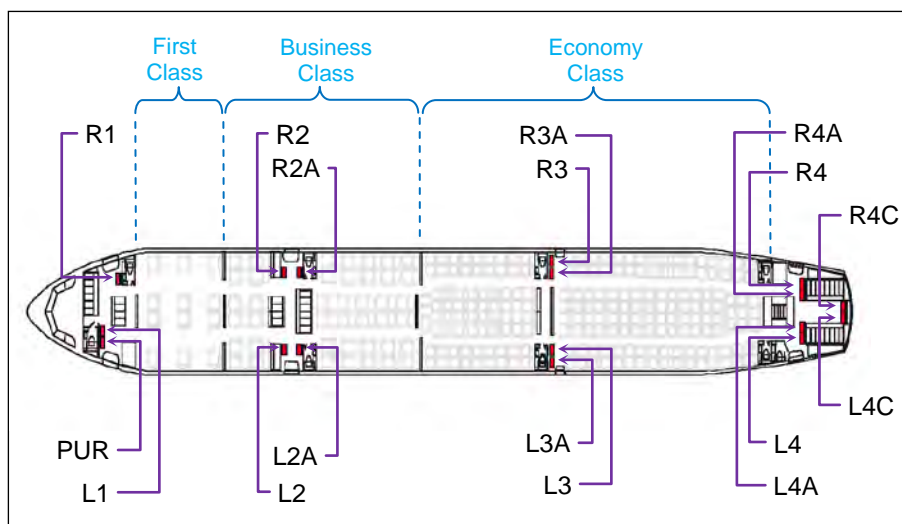 First
Class
Business
Class
Economy
Class
R1
R2
R2A
R3A
R3
R4A
R4
R4C
PUR
L1
L2A
L2
L3A
L3
L4C
L4
L4A